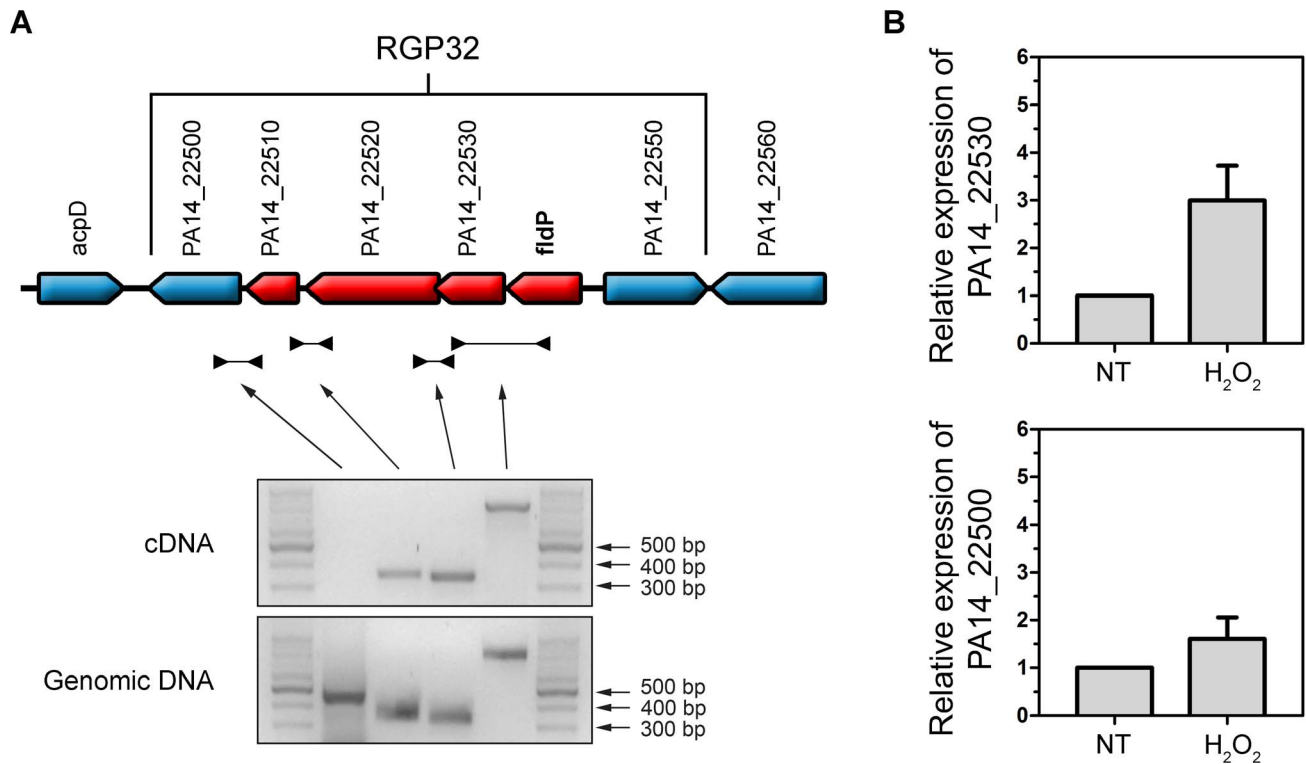 A
RGP32
acpD
PA14_22500
PA14_22510
PA14_22520
PA14_22530
fldP
PA14_22550
PA14_22560
cDNA
500 bp
400 bp
300 bp
Genomic DNA
500 bp
400 bp
300 bp
B
Relative expression of
PA14_22530
6
5
4
3
2
1
0
NT
H₂O₂
Relative expression of
PA14_22500
6
5
4
3
2
1
0
NT
H₂O₂